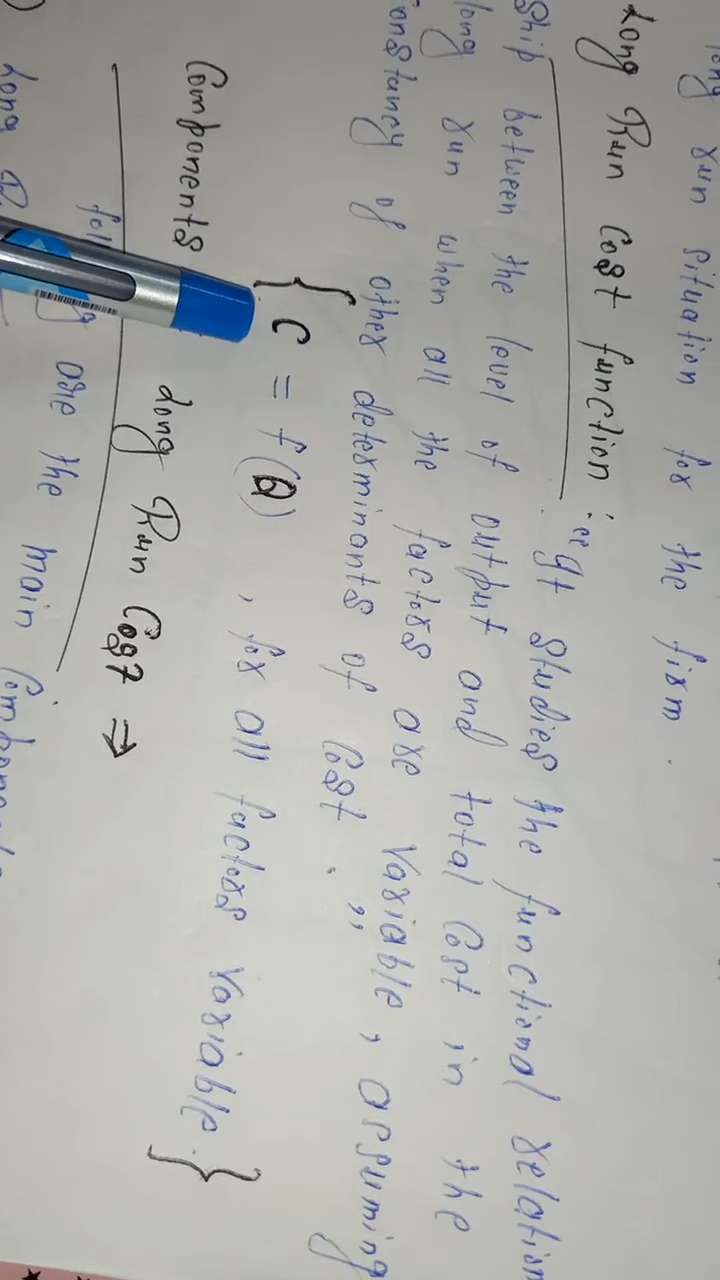 long run situation for the firm.
Long Run Cost function : "It studies the functional relation
ship between the level of output and total Cost in the
long run when all the factors are variable, assuming
Constancy of other determinants of Cost.,,
{ C = f(Q) , for all factors variable. }
Components Long Run Cost ⇒
are the main
Long R